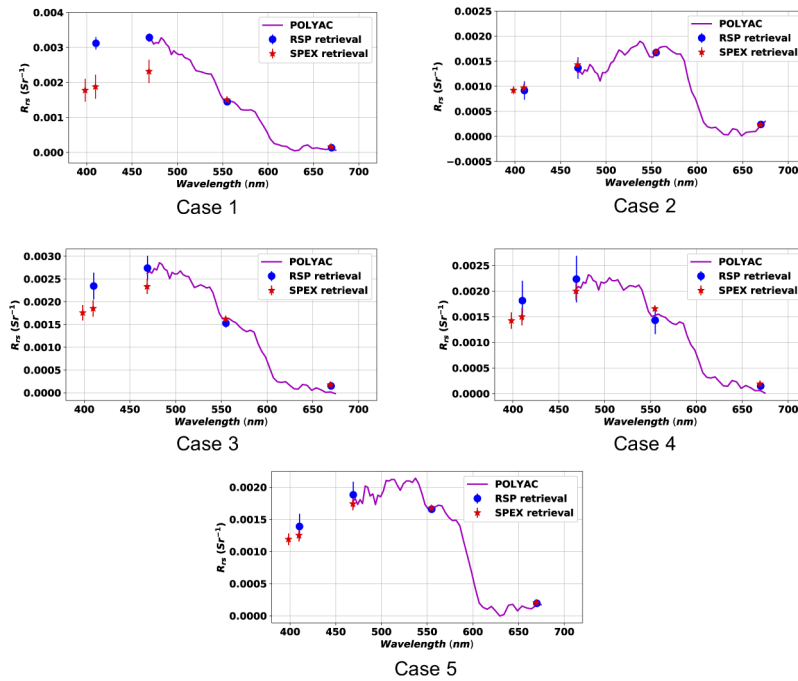 0.004
0.003
0.002
0.001
0.000
R_rs (Sr⁻¹)
POLYAC
RSP retrieval
SPEX retrieval
400 450 500 550 600 650 700
Wavelength (nm)
Case 1
0.0025
0.0020
0.0015
0.0010
0.0005
0.0000
−0.0005
R_rs (Sr⁻¹)
POLYAC
RSP retrieval
SPEX retrieval
400 450 500 550 600 650 700
Wavelength (nm)
Case 2
0.0030
0.0025
0.0020
0.0015
0.0010
0.0005
0.0000
R_rs (Sr⁻¹)
POLYAC
RSP retrieval
SPEX retrieval
400 450 500 550 600 650 700
Wavelength (nm)
Case 3
0.0025
0.0020
0.0015
0.0010
0.0005
0.0000
R_rs (Sr⁻¹)
POLYAC
RSP retrieval
SPEX retrieval
400 450 500 550 600 650 700
Wavelength (nm)
Case 4
0.0020
0.0015
0.0010
0.0005
0.0000
R_rs (Sr⁻¹)
POLYAC
RSP retrieval
SPEX retrieval
400 450 500 550 600 650 700
Wavelength (nm)
Case 5